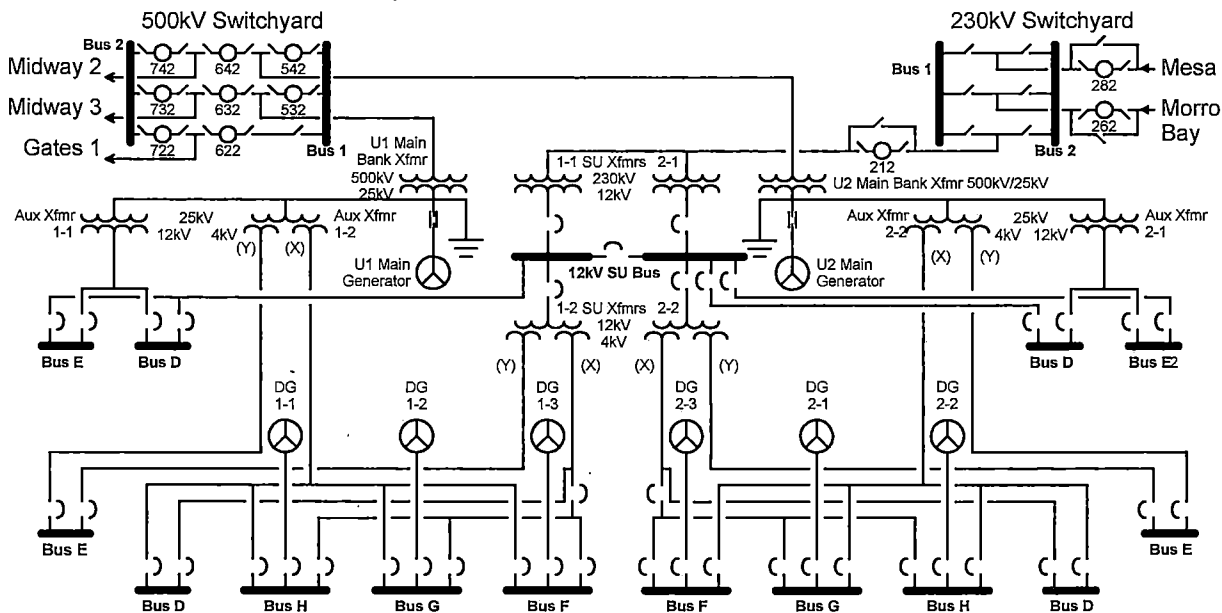 500kV Switchyard
230kV Switchyard
Bus 2
Midway 2
742
642
542
Midway 3
732
632
532
Gates 1
722
622
Bus 1
Bus 1
Mesa
282
Morro
Bay
262
Bus 2
212
U1 Main
Bank Xfmr
500kV
25kV
1-1 SU Xfmrs 2-1
230kV
12kV
U2 Main Bank Xfmr 500kV/25kV
Aux Xfmr
1-1
25kV
12kV
4kV
(Y)
(X)
Aux Xfmr
1-2
Aux Xfmr
2-2
25kV
4kV
12kV
(X)
(Y)
Aux Xfmr
2-1
U1 Main
Generator
12kV SU Bus
U2 Main
Generator
1-2 SU Xfmrs 2-2
12kV
4kV
(Y)
(X)
(X)
(Y)
Bus E
Bus D
Bus D
Bus E2
DG
1-1
DG
1-2
DG
1-3
DG
2-3
DG
2-1
DG
2-2
Bus E
Bus E
Bus D
Bus H
Bus G
Bus F
Bus F
Bus G
Bus H
Bus D